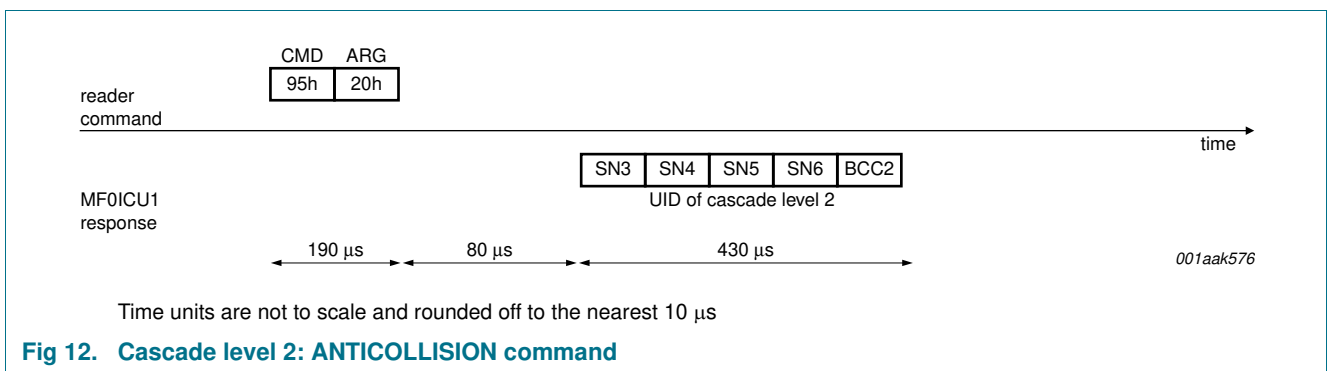 CMD ARG
95h 20h
reader
command
time
SN3 SN4 SN5 SN6 BCC2
MF0ICU1
response
UID of cascade level 2
190 μs 80 μs 430 μs
001aak576
Time units are not to scale and rounded off to the nearest 10 μs
Fig 12. Cascade level 2: ANTICOLLISION command